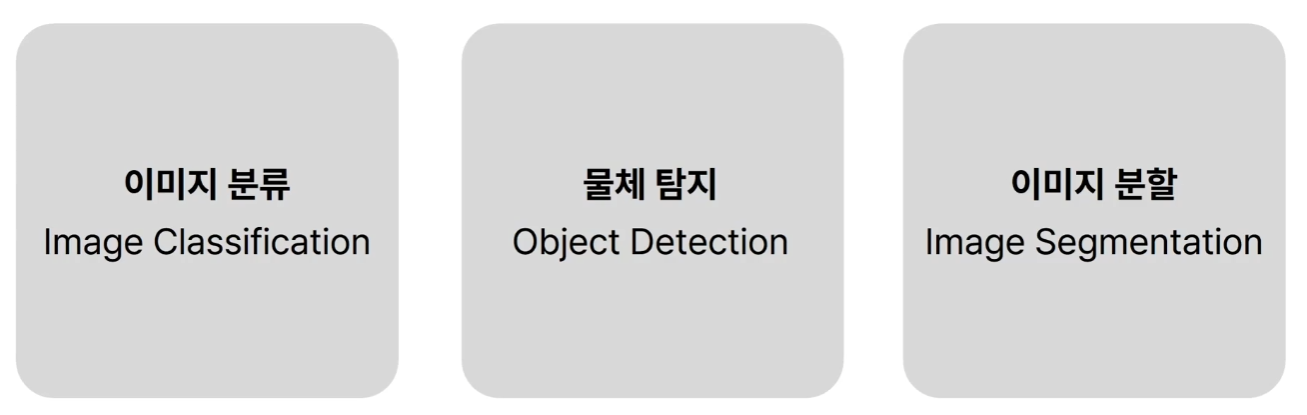 이미지 분류
Image Classification
물체 탐지
Object Detection
이미지 분할
Image Segmentation